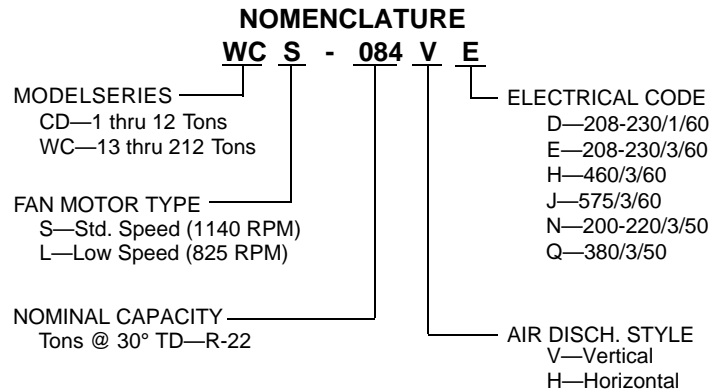 NOMENCLATURE
WC S - 084 V E
MODELSERIES
CD—1 thru 12 Tons
WC—13 thru 212 Tons
FAN MOTOR TYPE
S—Std. Speed (1140 RPM)
L—Low Speed (825 RPM)
NOMINAL CAPACITY
Tons @ 30° TD—R-22
ELECTRICAL CODE
D—208-230/1/60
E—208-230/3/60
H—460/3/60
J—575/3/60
N—200-220/3/50
Q—380/3/50
AIR DISCH. STYLE
V—Vertical
H—Horizontal